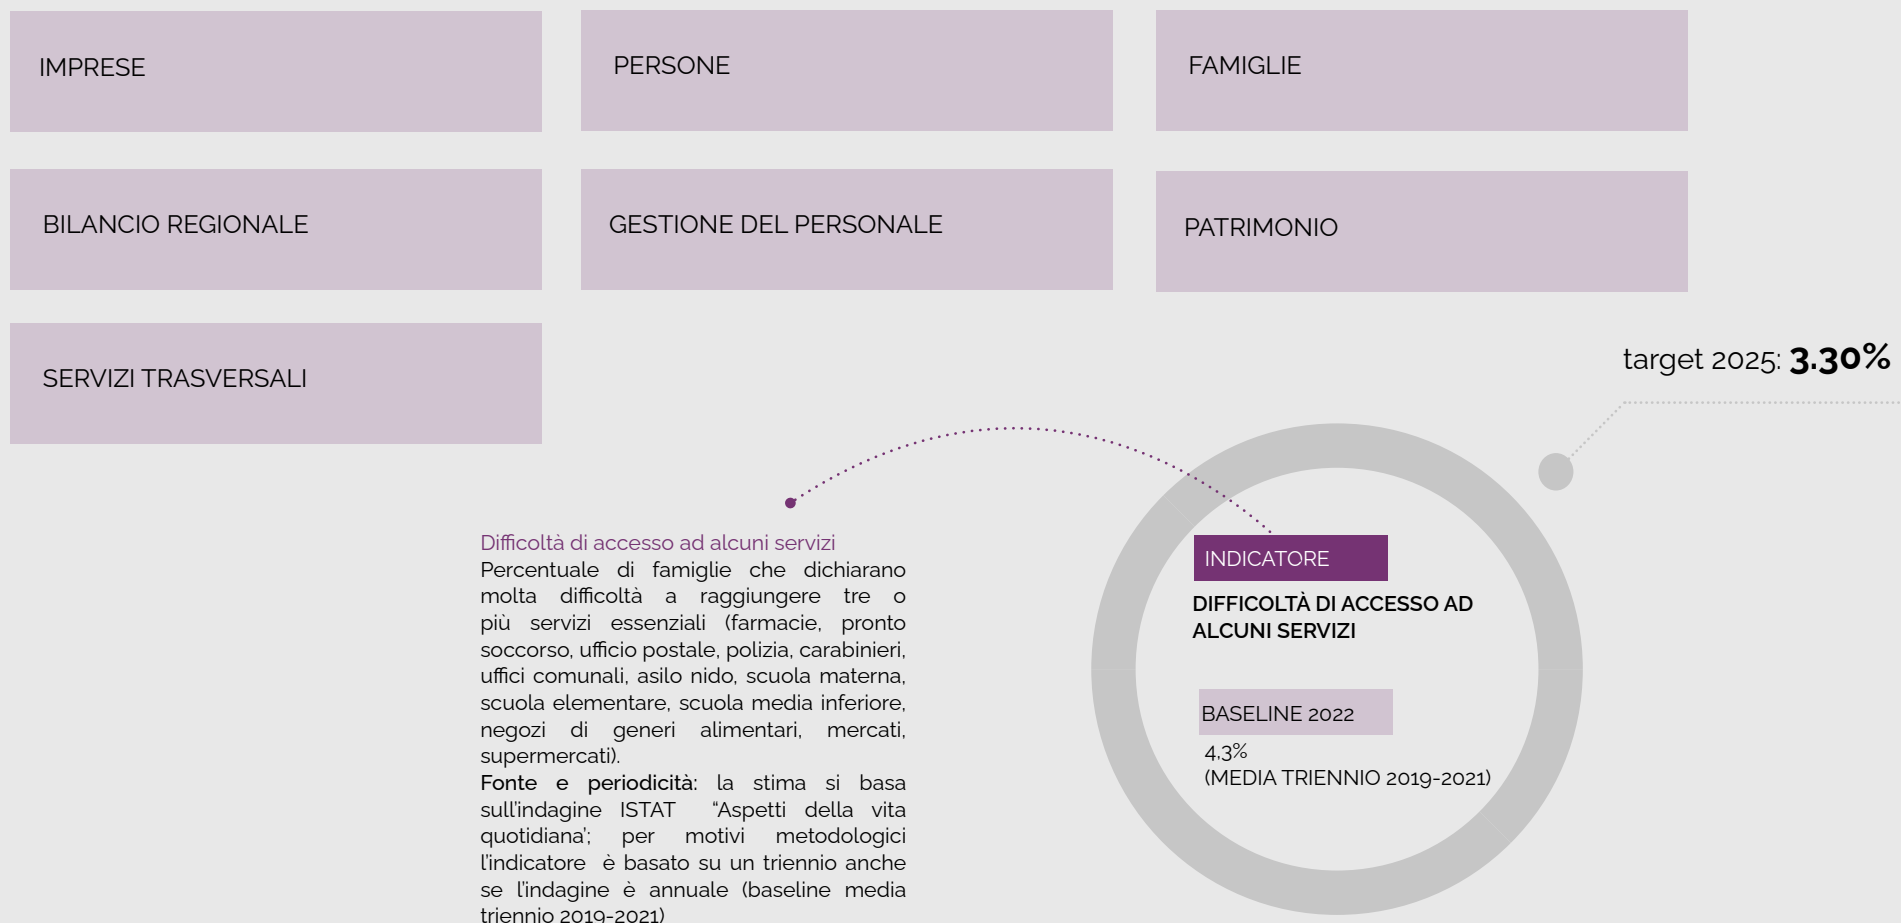 IMPRESE
PERSONE
FAMIGLIE
BILANCIO REGIONALE
GESTIONE DEL PERSONALE
PATRIMONIO
SERVIZI TRASVERSALI
target 2025: 3.30%
Difficoltà di accesso ad alcuni servizi
Percentuale di famiglie che dichiarano
molta difficoltà a raggiungere tre o
più servizi essenziali (farmacie, pronto
soccorso, ufficio postale, polizia, carabinieri,
uffici comunali, asilo nido, scuola materna,
scuola elementare, scuola media inferiore,
negozi di generi alimentari, mercati,
supermercati).
Fonte e periodicità: la stima si basa
sull'indagine ISTAT “Aspetti della vita
quotidiana'; per motivi metodologici
l'indicatore è basato su un triennio anche
se l'indagine è annuale (baseline media
triennio 2019-2021)
INDICATORE
DIFFICOLTÀ DI ACCESSO AD
ALCUNI SERVIZI
BASELINE 2022
4,3%
(MEDIA TRIENNIO 2019-2021)